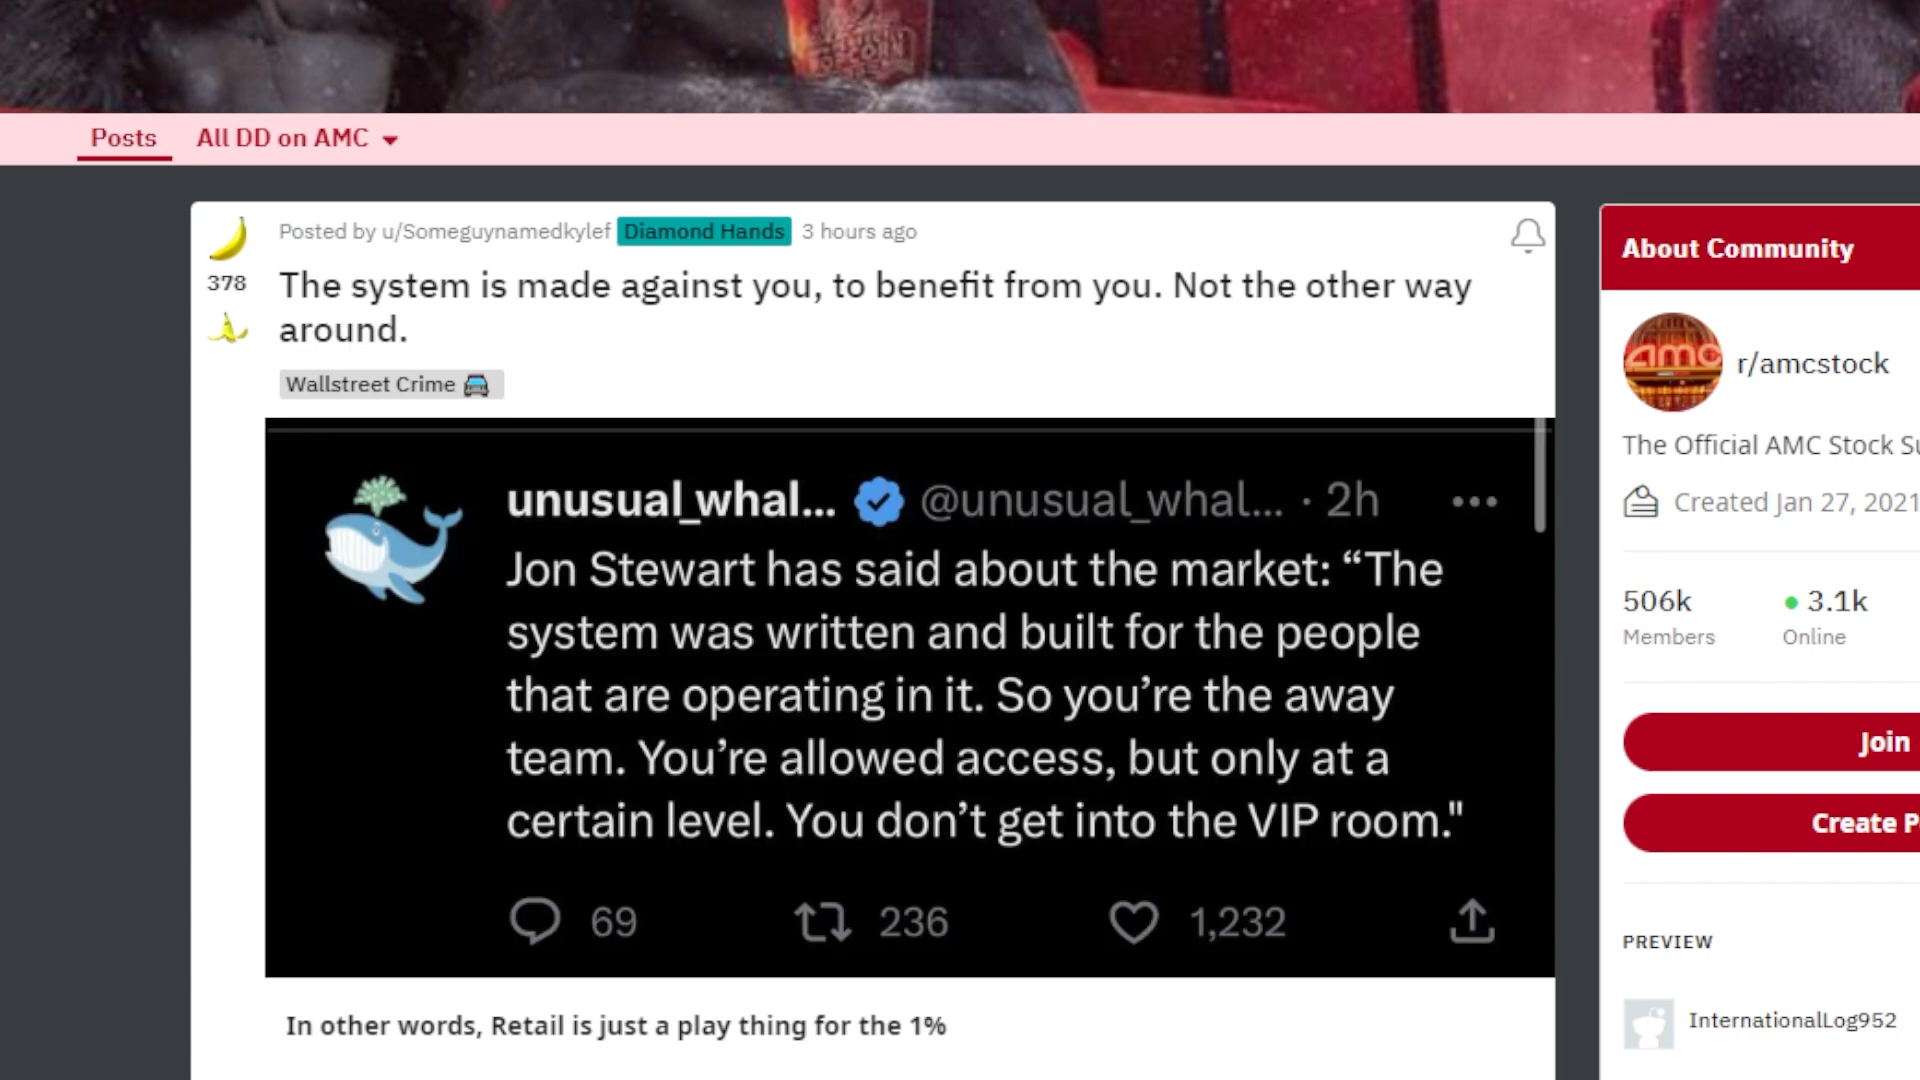 Posts All DD on AMC
Posted by u/Someguynamedkylef Diamond Hands 3 hours ago
378
The system is made against you, to benefit from you. Not the other way
around.
Wallstreet Crime
unusual_whal... @unusual_whal... · 2h
Jon Stewart has said about the market: “The
system was written and built for the people
that are operating in it. So you’re the away
team. You’re allowed access, but only at a
certain level. You don’t get into the VIP room."
69 236 1,232
In other words, Retail is just a play thing for the 1%
About Community
amc
r/amcstock
The Official AMC Stock Su
Created Jan 27, 2021
506k 3.1k
Members Online
Join
Create P
PREVIEW
InternationalLog952